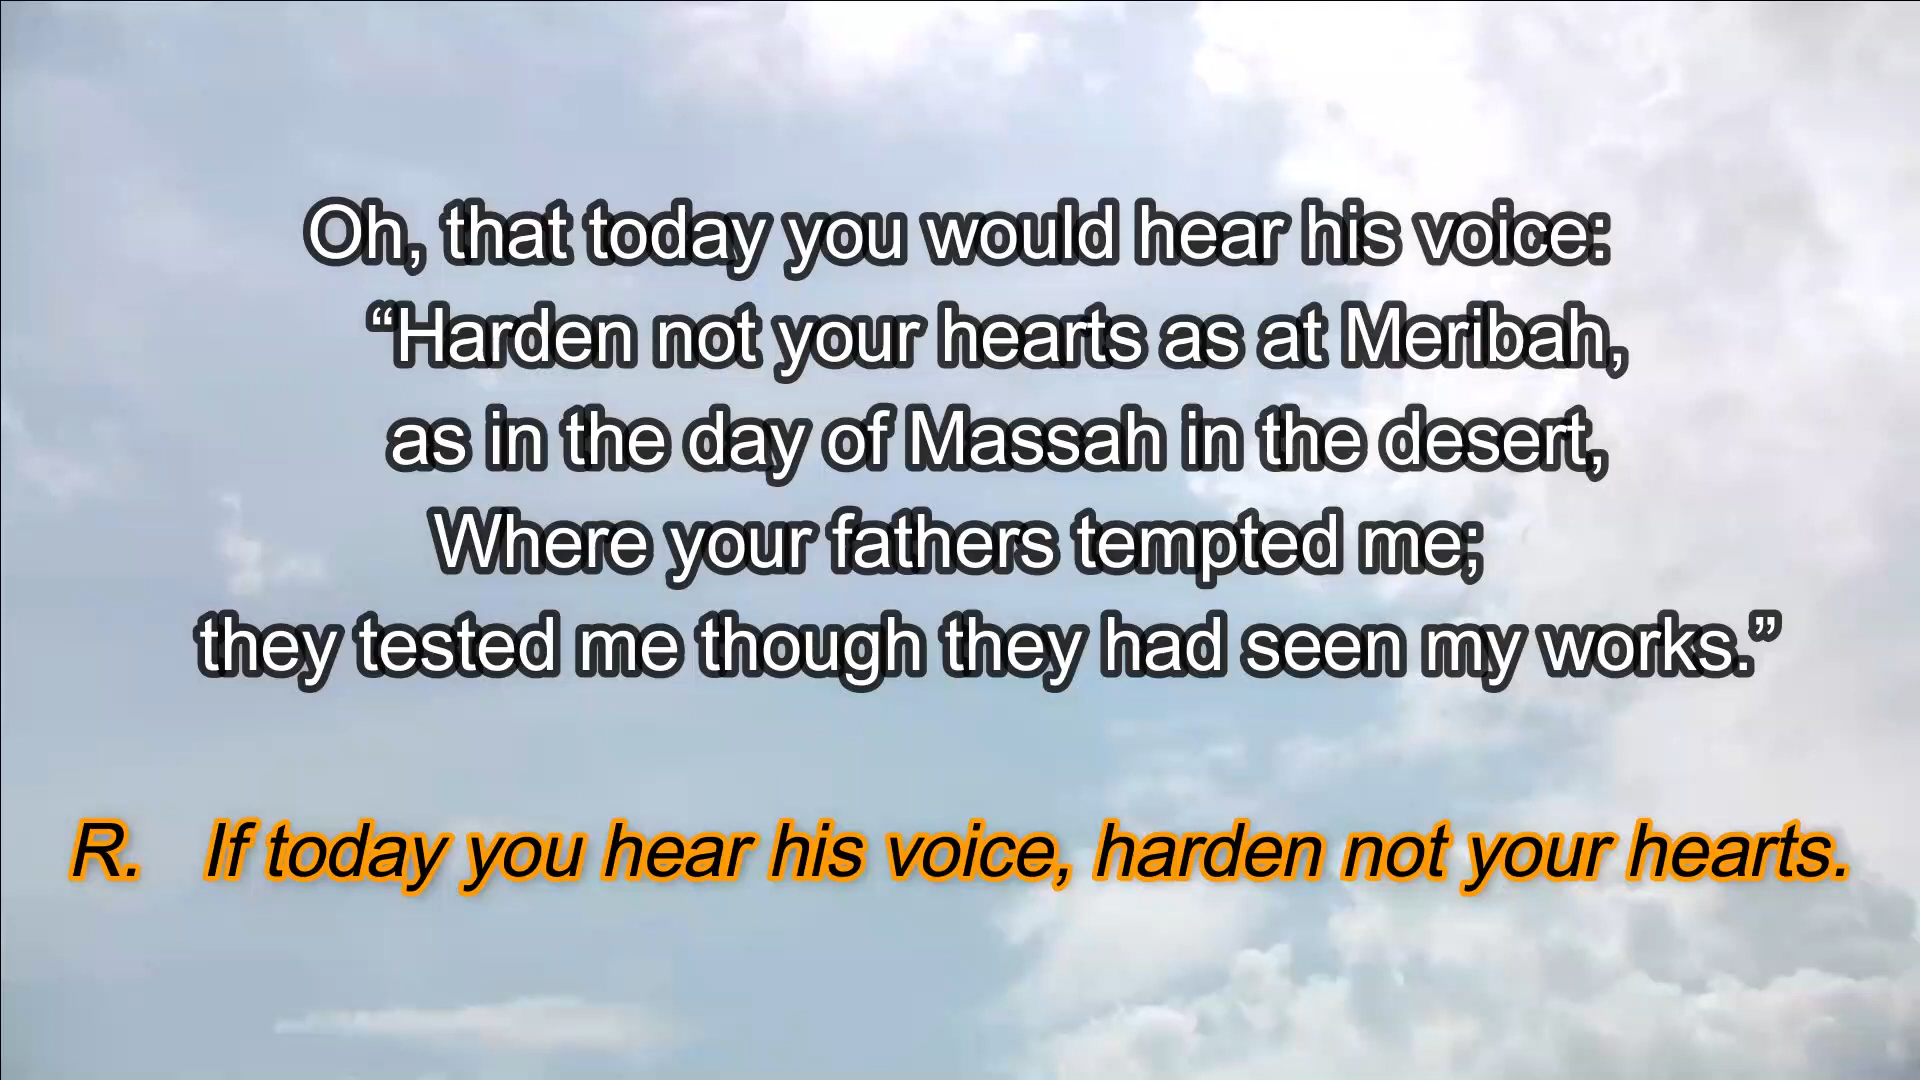 Oh, that today you would hear his voice:
“Harden not your hearts as at Meribah,
as in the day of Massah in the desert,
Where your fathers tempted me;
they tested me though they had seen my works.”
R. If today you hear his voice, harden not your hearts.